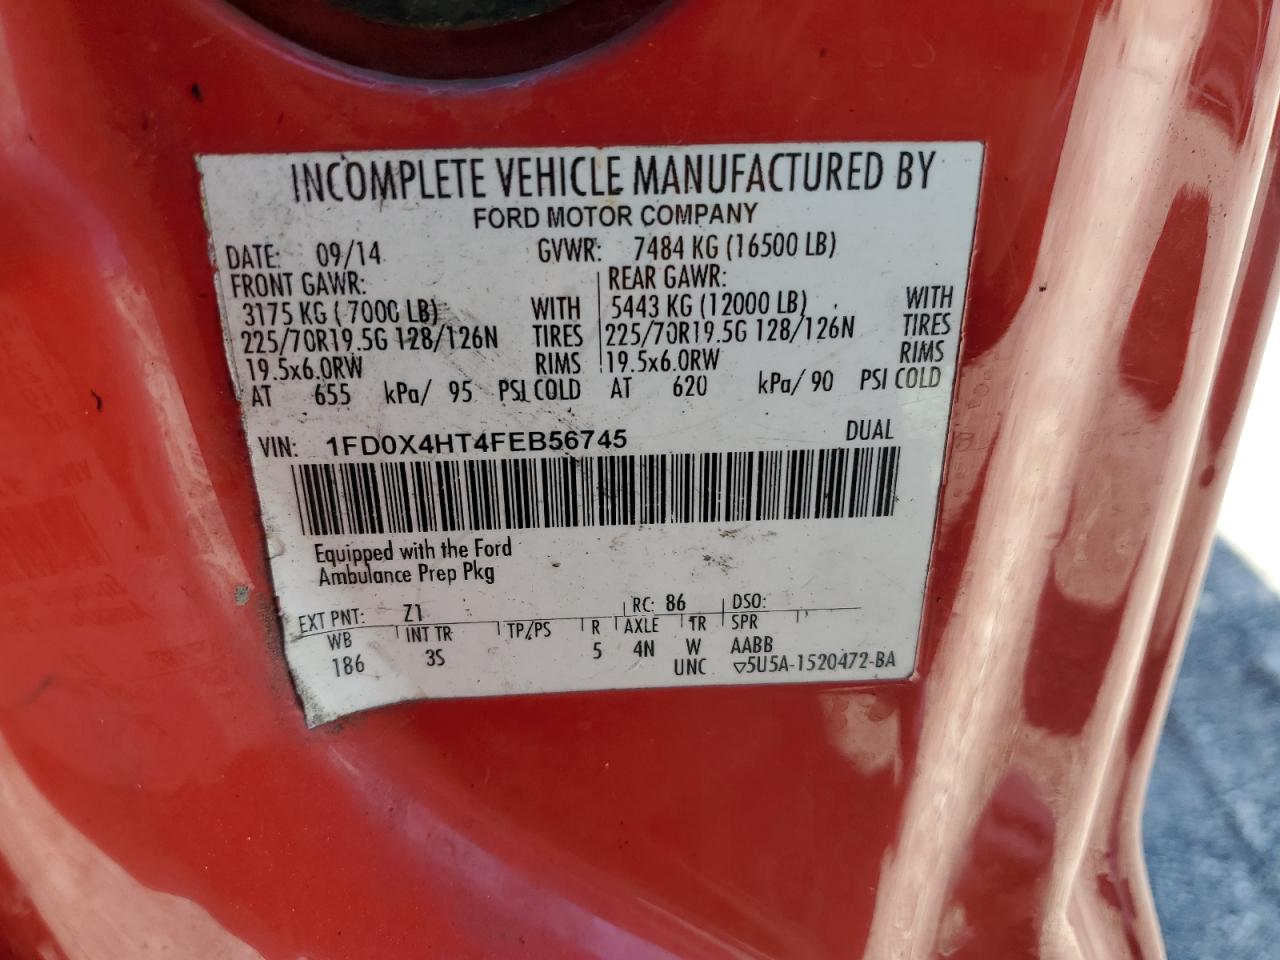 INCOMPLETE VEHICLE MANUFACTURED BY
FORD MOTOR COMPANY
DATE: 09/14 GVWR: 7484 KG (16500 LB)
FRONT GAWR: REAR GAWR:
3175 KG ( 7000 LB) WITH 5443 KG (12000 LB) WITH
225/70R19.5G 128/126N TIRES 225/70R19.5G 128/126N TIRES
19.5x6.0RW RIMS 19.5x6.0RW RIMS
AT 655 kPa/ 95 PSI COLD AT 620 kPa/ 90 PSI COLD
VIN: 1FD0X4HT4FEB56745 DUAL
Equipped with the Ford
Ambulance Prep Pkg
EXT PNT: Z1 RC: 86 DSO:
WB INT TR TP/PS R AXLE TR SPR
186 3S 5 4N W AABB
UNC ▽5U5A-1520472-BA